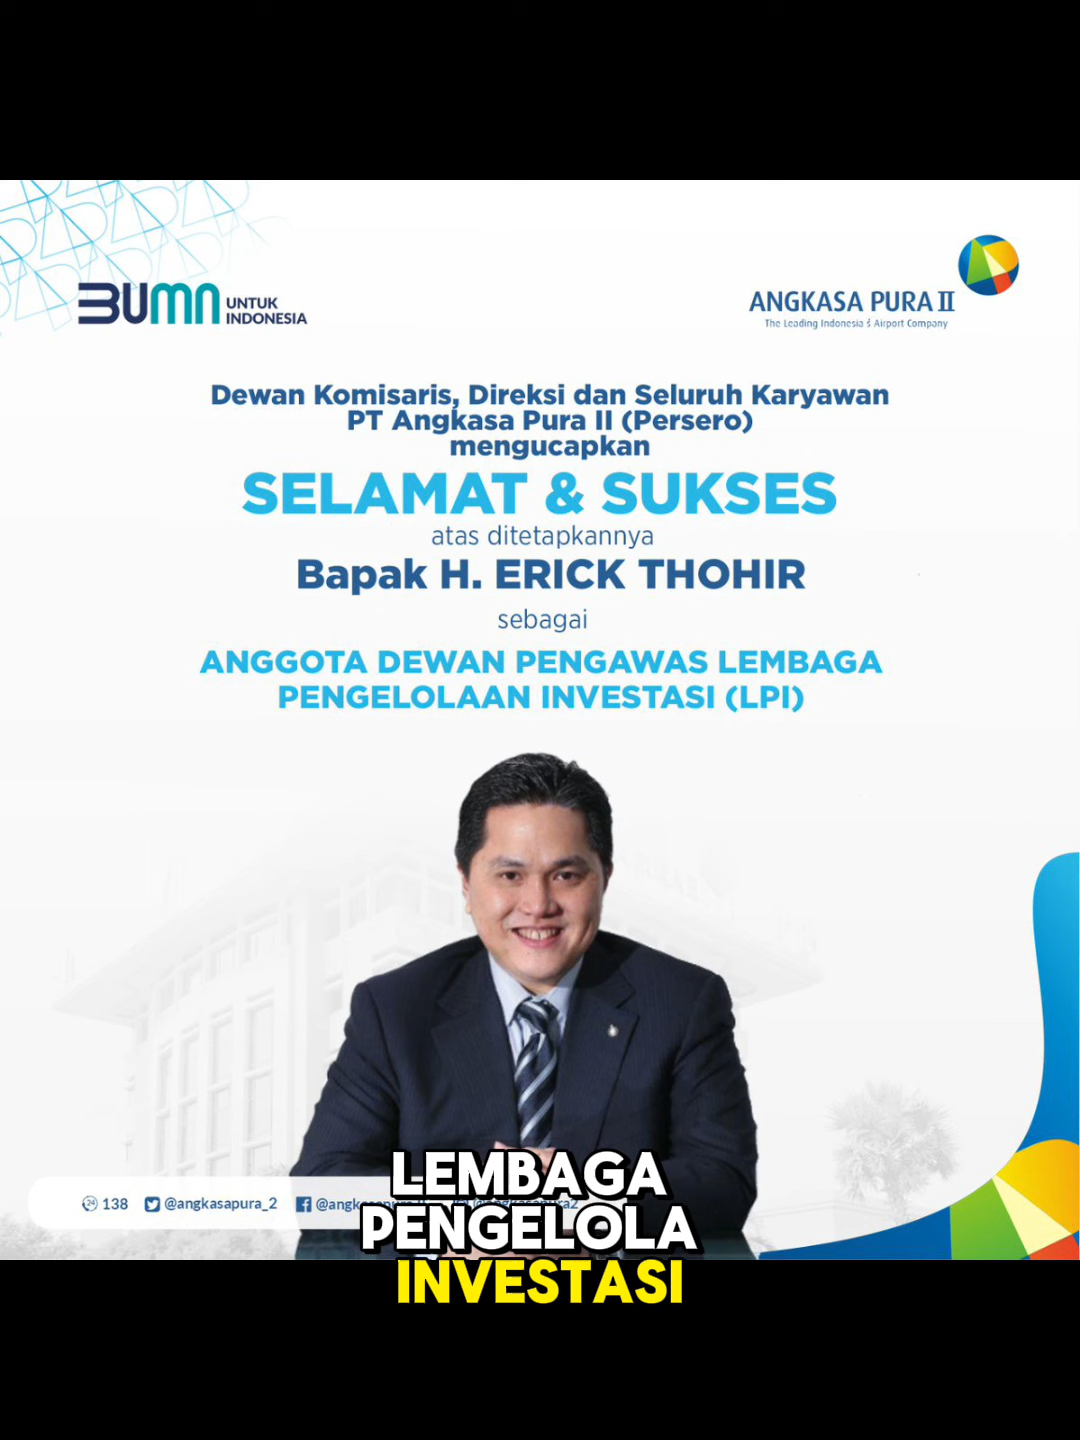 BUMN UNTUK
INDONESIA
ANGKASA PURA II
The Leading Indonesia's Airport Company
Dewan Komisaris, Direksi dan Seluruh Karyawan
PT Angkasa Pura II (Persero)
mengucapkan
SELAMAT & SUKSES
atas ditetapkannya
Bapak H. ERICK THOHIR
sebagai
ANGGOTA DEWAN PENGAWAS LEMBAGA
PENGELOLAAN INVESTASI (LPI)
138 @angkasapura_2
LEMBAGA
PENGELOLA
INVESTASI